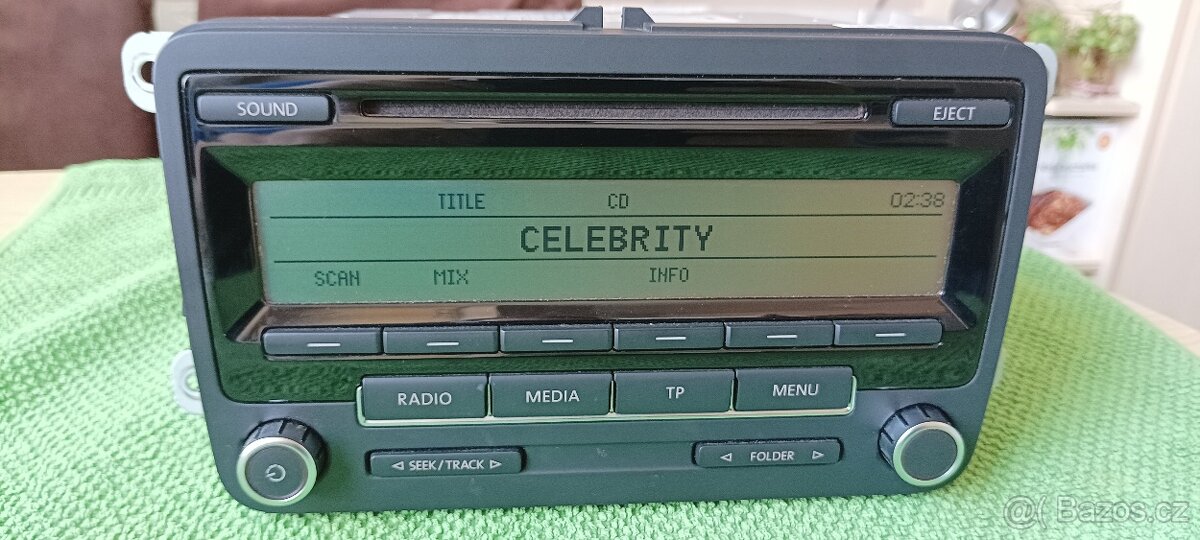 SOUND
EJECT
TITLE CD 02:38
CELEBRITY
SCAN MIX INFO
RADIO MEDIA TP MENU
◁ SEEK/TRACK ▷ ◁ FOLDER ▷
@( Bazos.cz